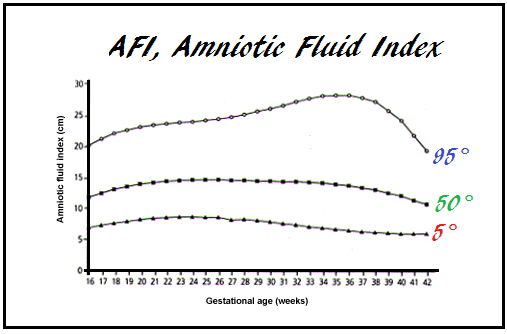 AFI, Amniotic Fluid Index
Amniotic fluid index (cm)
30
25
20
15
10
5
0
95°
50°
5°
16 17 18 19 20 21 22 23 24 25 26 27 28 29 30 31 32 33 34 35 36 37 38 39 40 41 42
Gestational age (weeks)